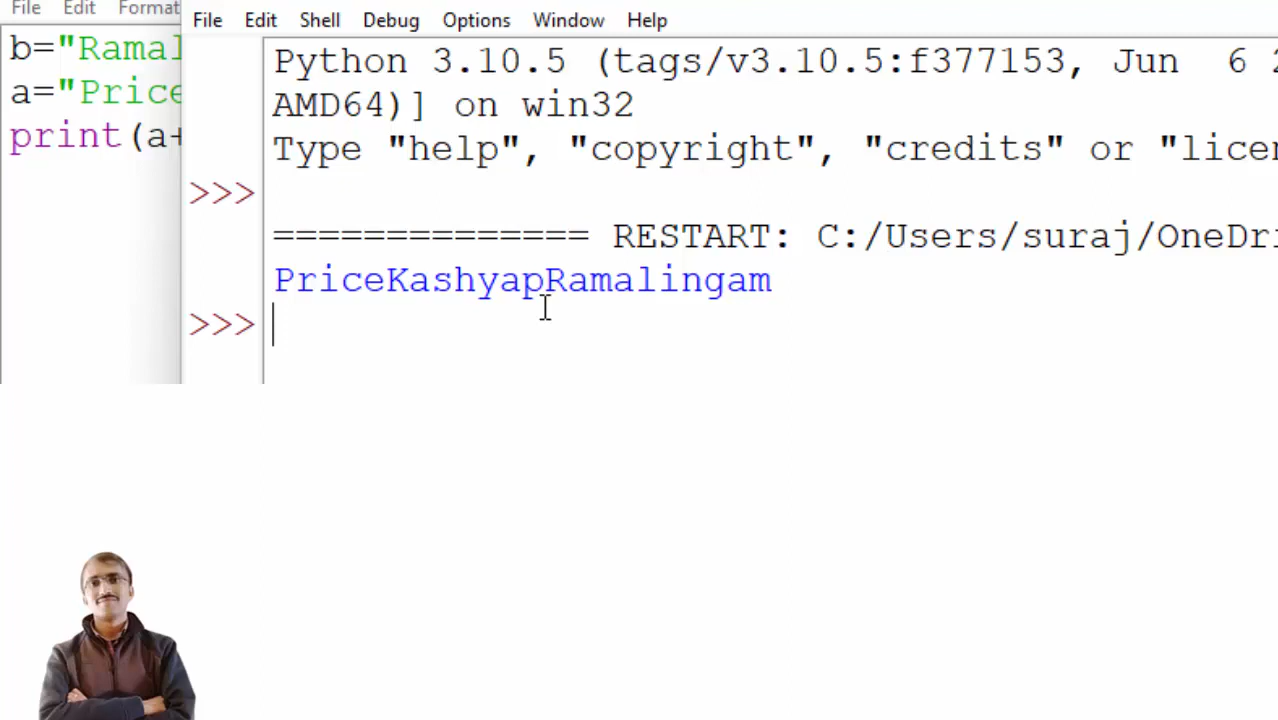 File Edit Format
b="Ramal
a="Price
print(a+
File Edit Shell Debug Options Window Help
Python 3.10.5 (tags/v3.10.5:f377153, Jun 6 2
AMD64)] on win32
Type "help", "copyright", "credits" or "licen
>>>
============== RESTART: C:/Users/suraj/OneDri
PriceKashyapRamalingam
>>>